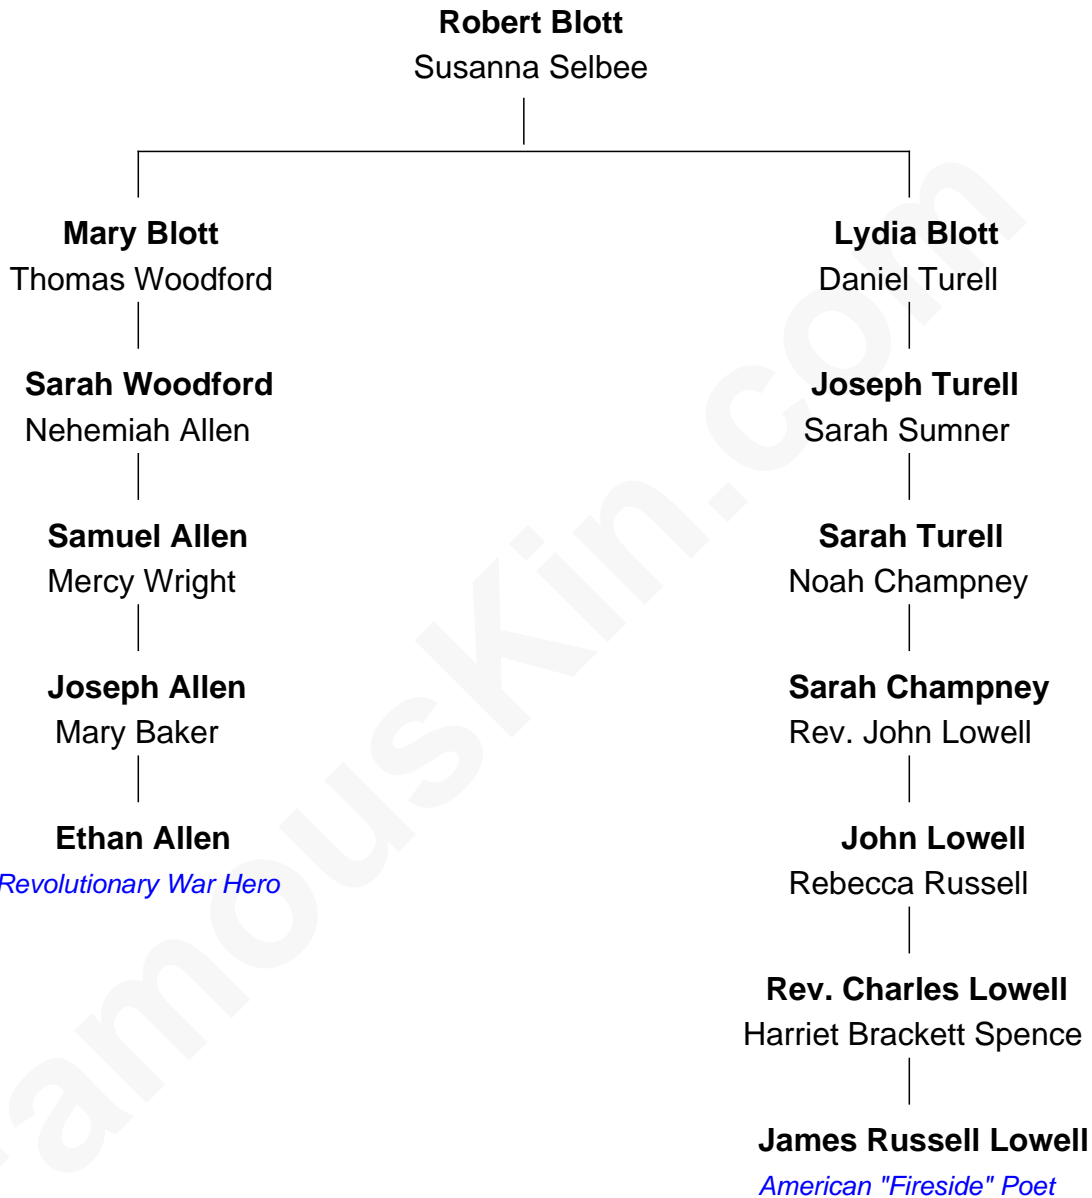 Robert Blott
Susanna Selbee
Mary Blott
Thomas Woodford
Sarah Woodford
Nehemiah Allen
Samuel Allen
Mercy Wright
Joseph Allen
Mary Baker
Ethan Allen
Revolutionary War Hero
Lydia Blott
Daniel Turell
Joseph Turell
Sarah Sumner
Sarah Turell
Noah Champney
Sarah Champney
Rev. John Lowell
John Lowell
Rebecca Russell
Rev. Charles Lowell
Harriet Brackett Spence
James Russell Lowell
American "Fireside" Poet
famouskin.com